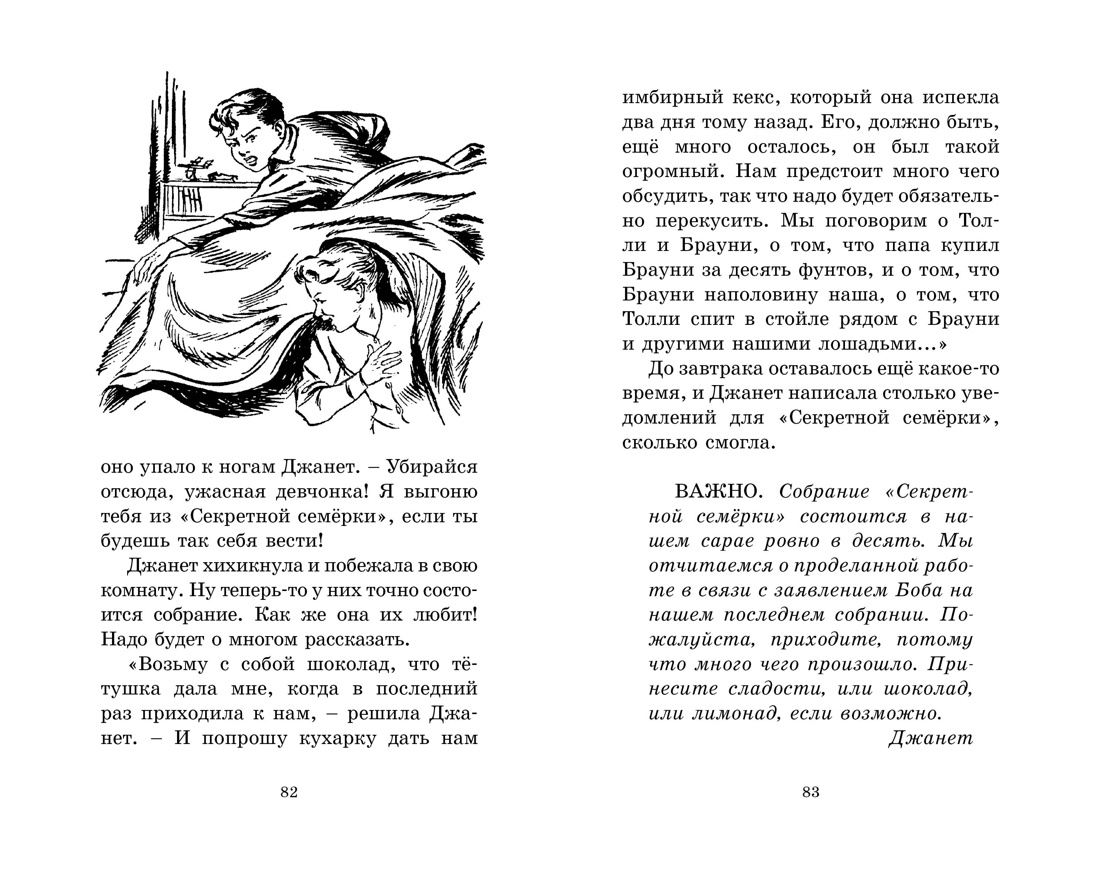 оно упало к ногам Джанет. – Убирайся
отсюда, ужасная девчонка! Я выгоню
тебя из «Секретной семёрки», если ты
будешь так себя вести!
Джанет хихикнула и побежала в свою
комнату. Ну теперь-то у них точно состо-
ится собрание. Как же она их любит!
Надо будет о многом рассказать.
«Возьму с собой шоколад, что тё-
тушка дала мне, когда в последний
раз приходила к нам, – решила Джа-
нет. – И попрошу кухарку дать нам
82
имбирный кекс, который она испекла
два дня тому назад. Его, должно быть,
ещё много осталось, он был такой
огромный. Нам предстоит много чего
обсудить, так что надо будет обязатель-
но перекусить. Мы поговорим о Тол-
ли и Брауни, о том, что папа купил
Брауни за десять фунтов, и о том, что
Брауни наполовину наша, о том, что
Толли спит в стойле рядом с Брауни
и другими нашими лошадьми...»
До завтрака оставалось ещё какое-то
время, и Джанет написала столько уве-
домлений для «Секретной семёрки»,
сколько смогла.
ВАЖНО. Собрание «Секрет-
ной семёрки» состоится в на-
шем сарае ровно в десять. Мы
отчитаемся о проделанной рабо-
те в связи с заявлением Боба на
нашем последнем собрании. По-
жалуйста, приходите, потому
что много чего произошло. При-
несите сладости, или шоколад,
или лимонад, если возможно.
Джанет
83